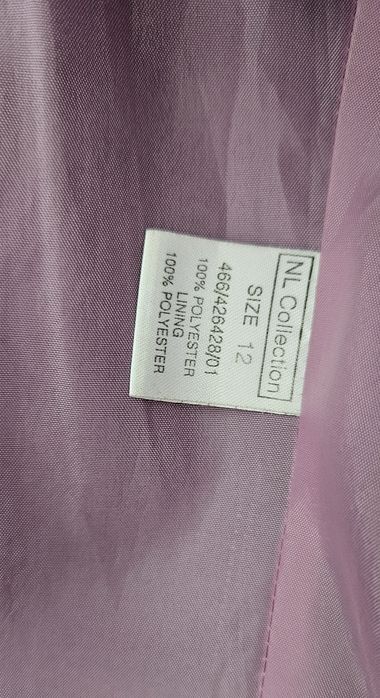 NL Collection
SIZE 12
466/426428/01
100% POLYESTER
LINING
100% POLYESTER